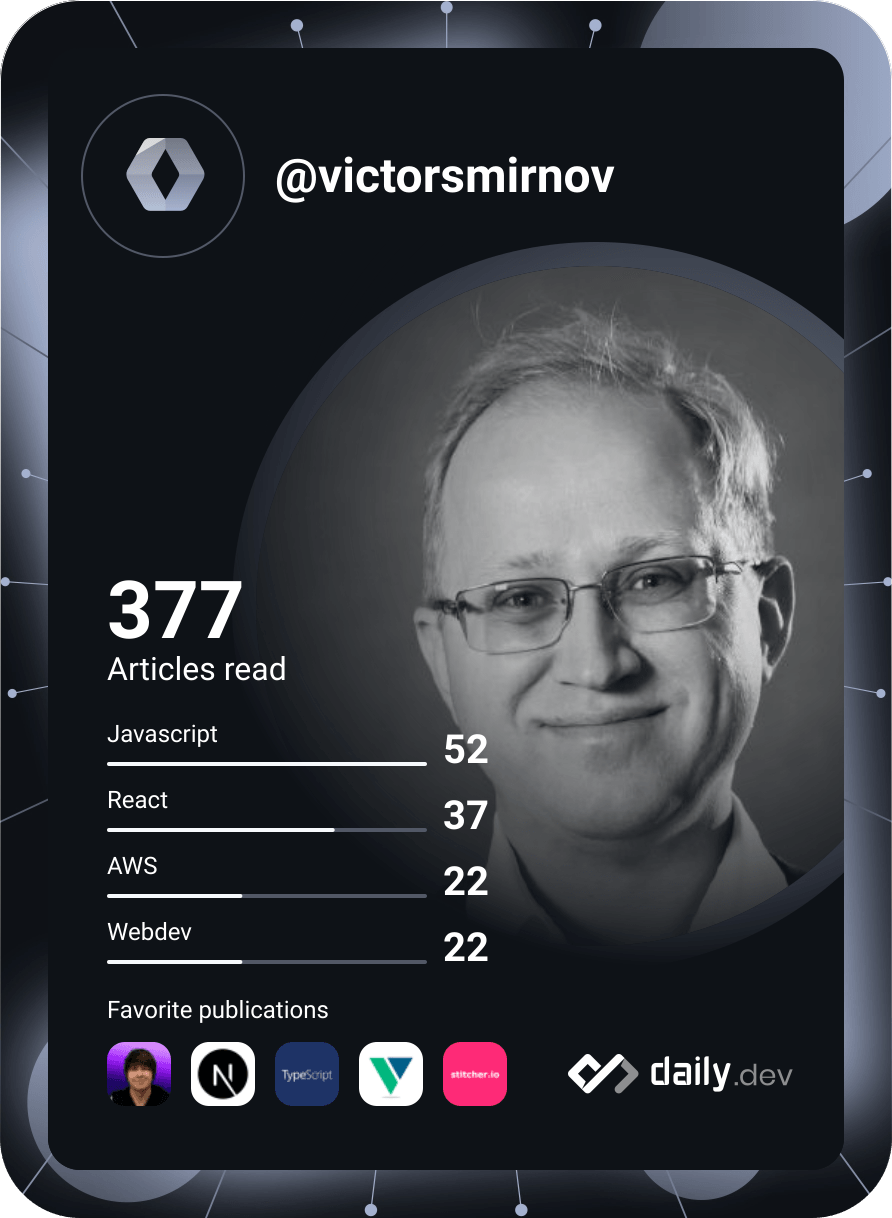 @victorsmirnov
377
Articles read
Javascript
52
React
37
AWS
22
Webdev
22
Favorite publications
N
TypeScript
stitcher.io
daily.dev